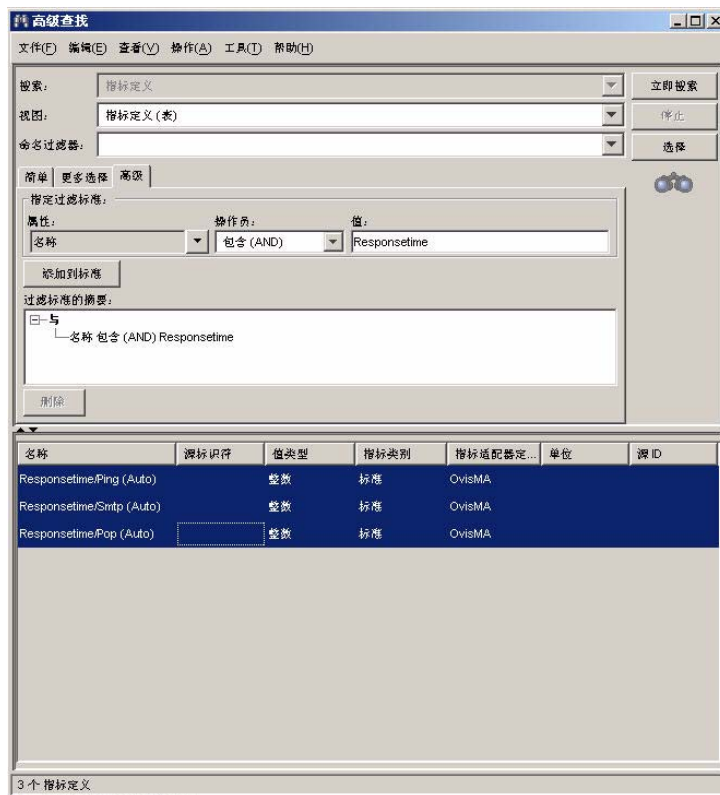 高级查找
文件(F) 编辑(E) 查看(V) 操作(A) 工具(T) 帮助(H)
搜索: 指标定义 立即搜索
视图: 指标定义 (表) 停止
命名过滤器: 选择
简单 更多选择 高级
指定过滤标准:
属性: 操作员: 值:
名称 包含 (AND) Responsetime
添加到标准
过滤标准的摘要:
与
名称 包含 (AND) Responsetime
删除
名称 源标识符 值类型 指标类别 指标适配器定... 单位 源 ID
Responsetime/Ping (Auto) 整数 标准 OvisMA
Responsetime/Smtp (Auto) 整数 标准 OvisMA
Responsetime/Pop (Auto) 整数 标准 OvisMA
3 个 指标定义